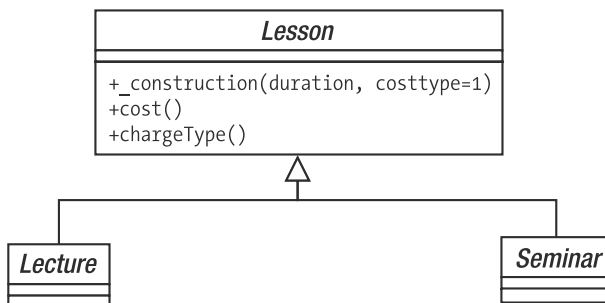 Lesson
+_construction(duration, costtype=1)
+cost()
+chargeType()
Lecture
Seminar